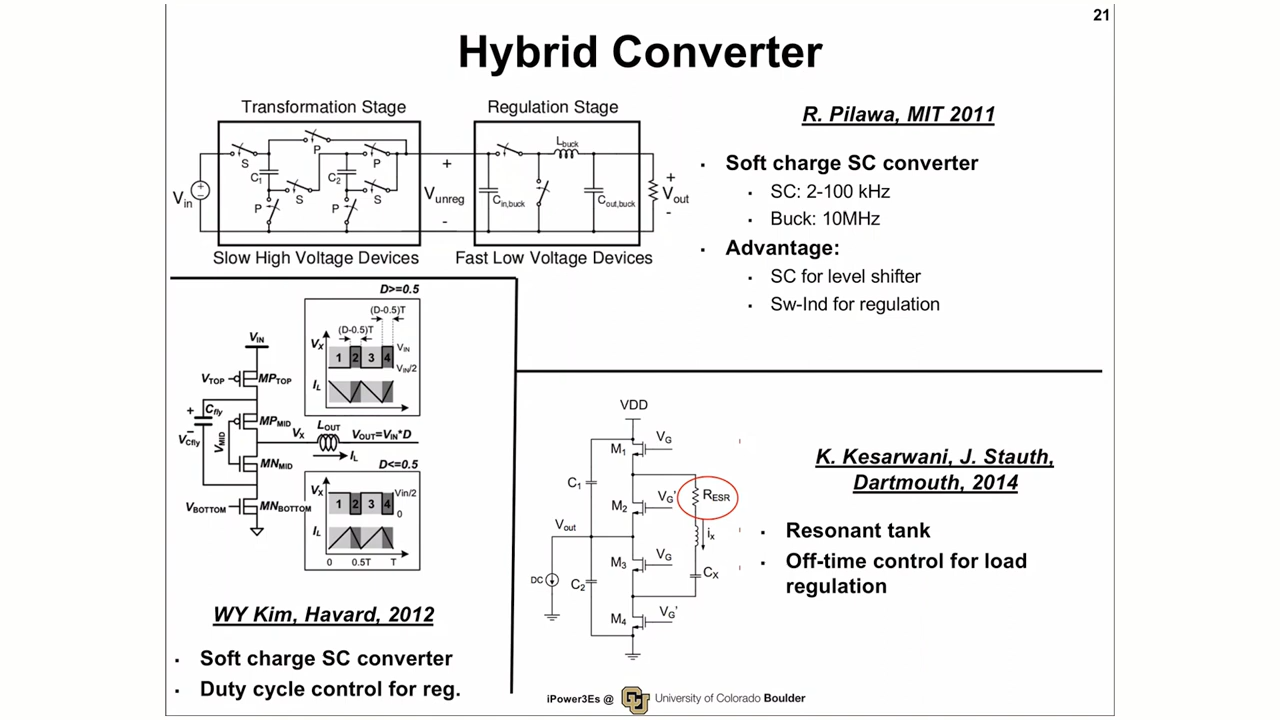 21
Hybrid Converter
Transformation Stage
Regulation Stage
S
P
P
C1
C2
S
S
P
P
Vin
+
Vunreg
-
Lbuck
Cin,buck
Cout,buck
+
Vout
-
Slow High Voltage Devices
Fast Low Voltage Devices
R. Pilawa, MIT 2011
Soft charge SC converter
SC: 2-100 kHz
Buck: 10MHz
Advantage:
SC for level shifter
Sw-Ind for regulation
D>=0.5
(D-0.5)T
(D-0.5)T
VX
1 2 3 4
VIN
VIN/2
IL
VIN
VTOP
MPTOP
+
Cfly
−
VCfly
VMID
MPMID
MNMID
VX
LOUT
VOUT=VIN*D
IL
VBOTTOM
MNBOTTOM
D<=0.5
VX
1 2 3 4
Vin/2
0
IL
0 0.5T T
WY Kim, Havard, 2012
Soft charge SC converter
Duty cycle control for reg.
VDD
M1
VG
C1
M2
VG'
RESR
Vout
ix
M3
VG
DC
C2
CX
M4
VG'
K. Kesarwani, J. Stauth,
Dartmouth, 2014
Resonant tank
Off-time control for load
regulation
iPower3Es @ CU University of Colorado Boulder